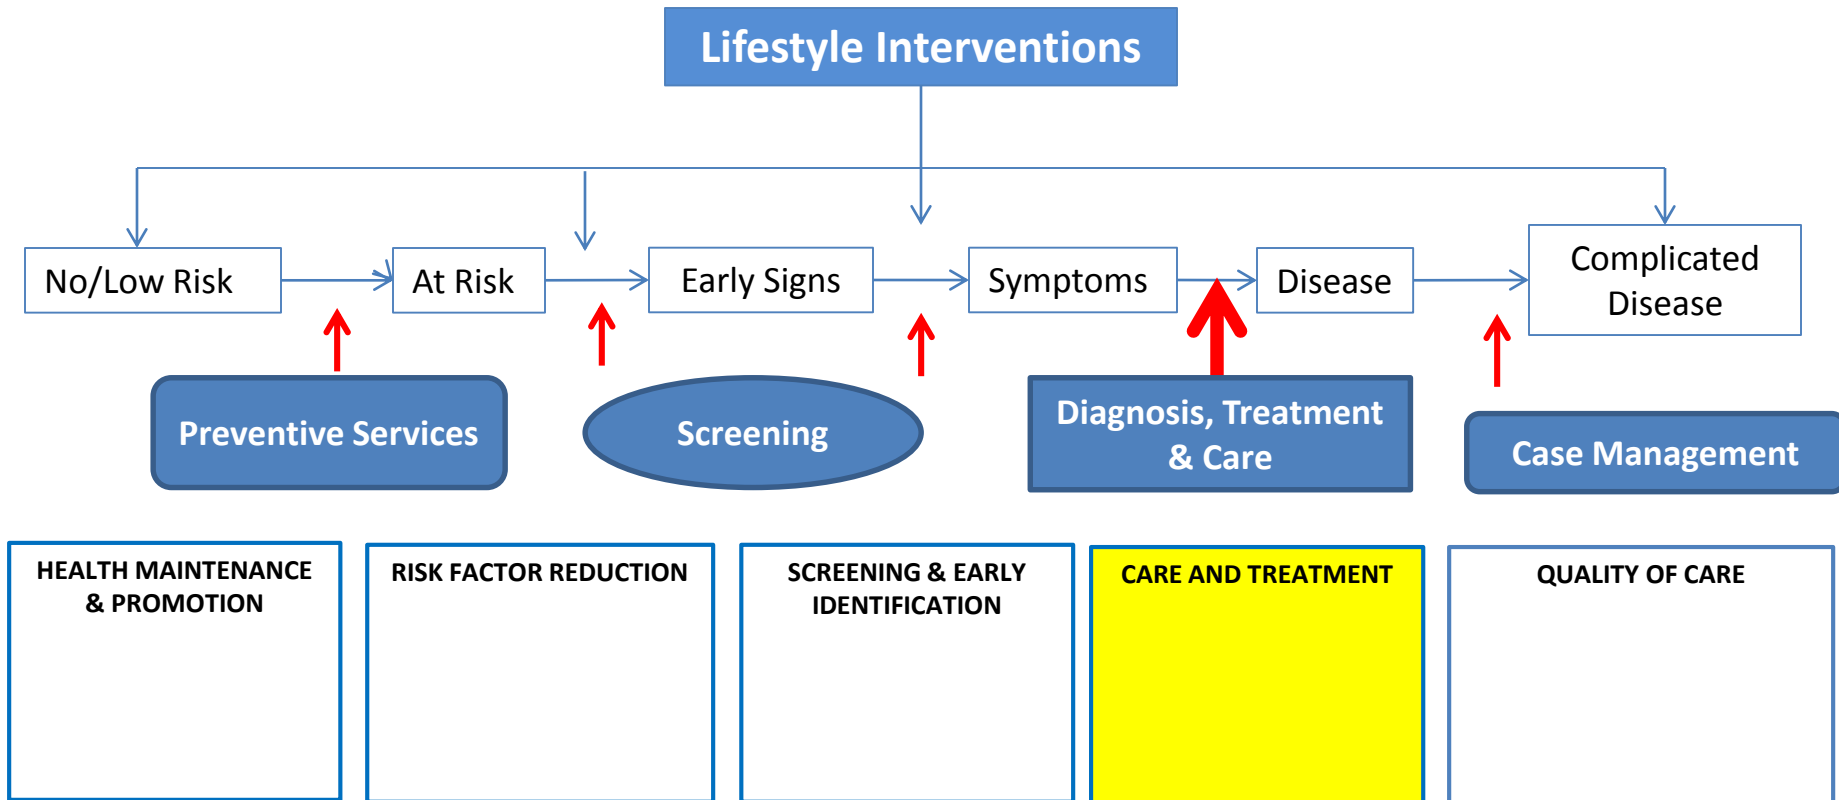 Lifestyle Interventions
No/Low Risk
At Risk
Early Signs
Symptoms
Disease
Complicated
Disease
Preventive Services
Screening
Diagnosis, Treatment
& Care
Case Management
HEALTH MAINTENANCE
& PROMOTION
RISK FACTOR REDUCTION
SCREENING & EARLY
IDENTIFICATION
CARE AND TREATMENT
QUALITY OF CARE